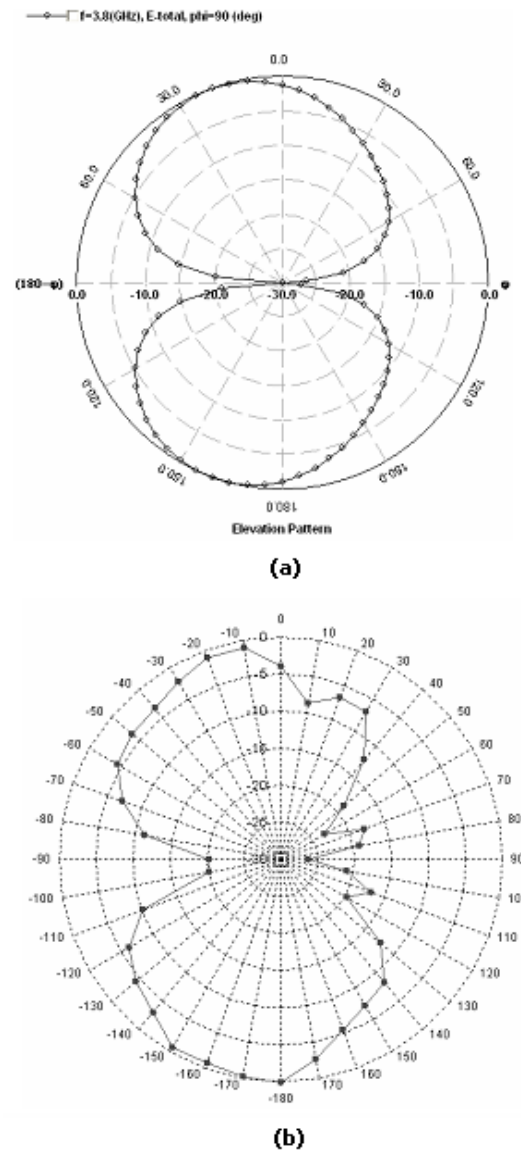 f=3.8(GHz), E-total, phi=90 (deg)
0.0
30.0 30.0
60.0 60.0
(180-φ) φ
0.0 -10.0 -20.0 -30.0 -20.0 -10.0 0.0
120.0 120.0
150.0 150.0
180.0
Elevation Pattern
(a)
0
-10 10
-20 20
-30 0 30
-40 -5 40
-50 -10 50
-60 -15 60
-70 -20 70
-80 80
-90 -30 90
-100 100
-110 110
-120 120
-130 130
-140 140
-150 150
-160 160
-170 170
-180
(b)